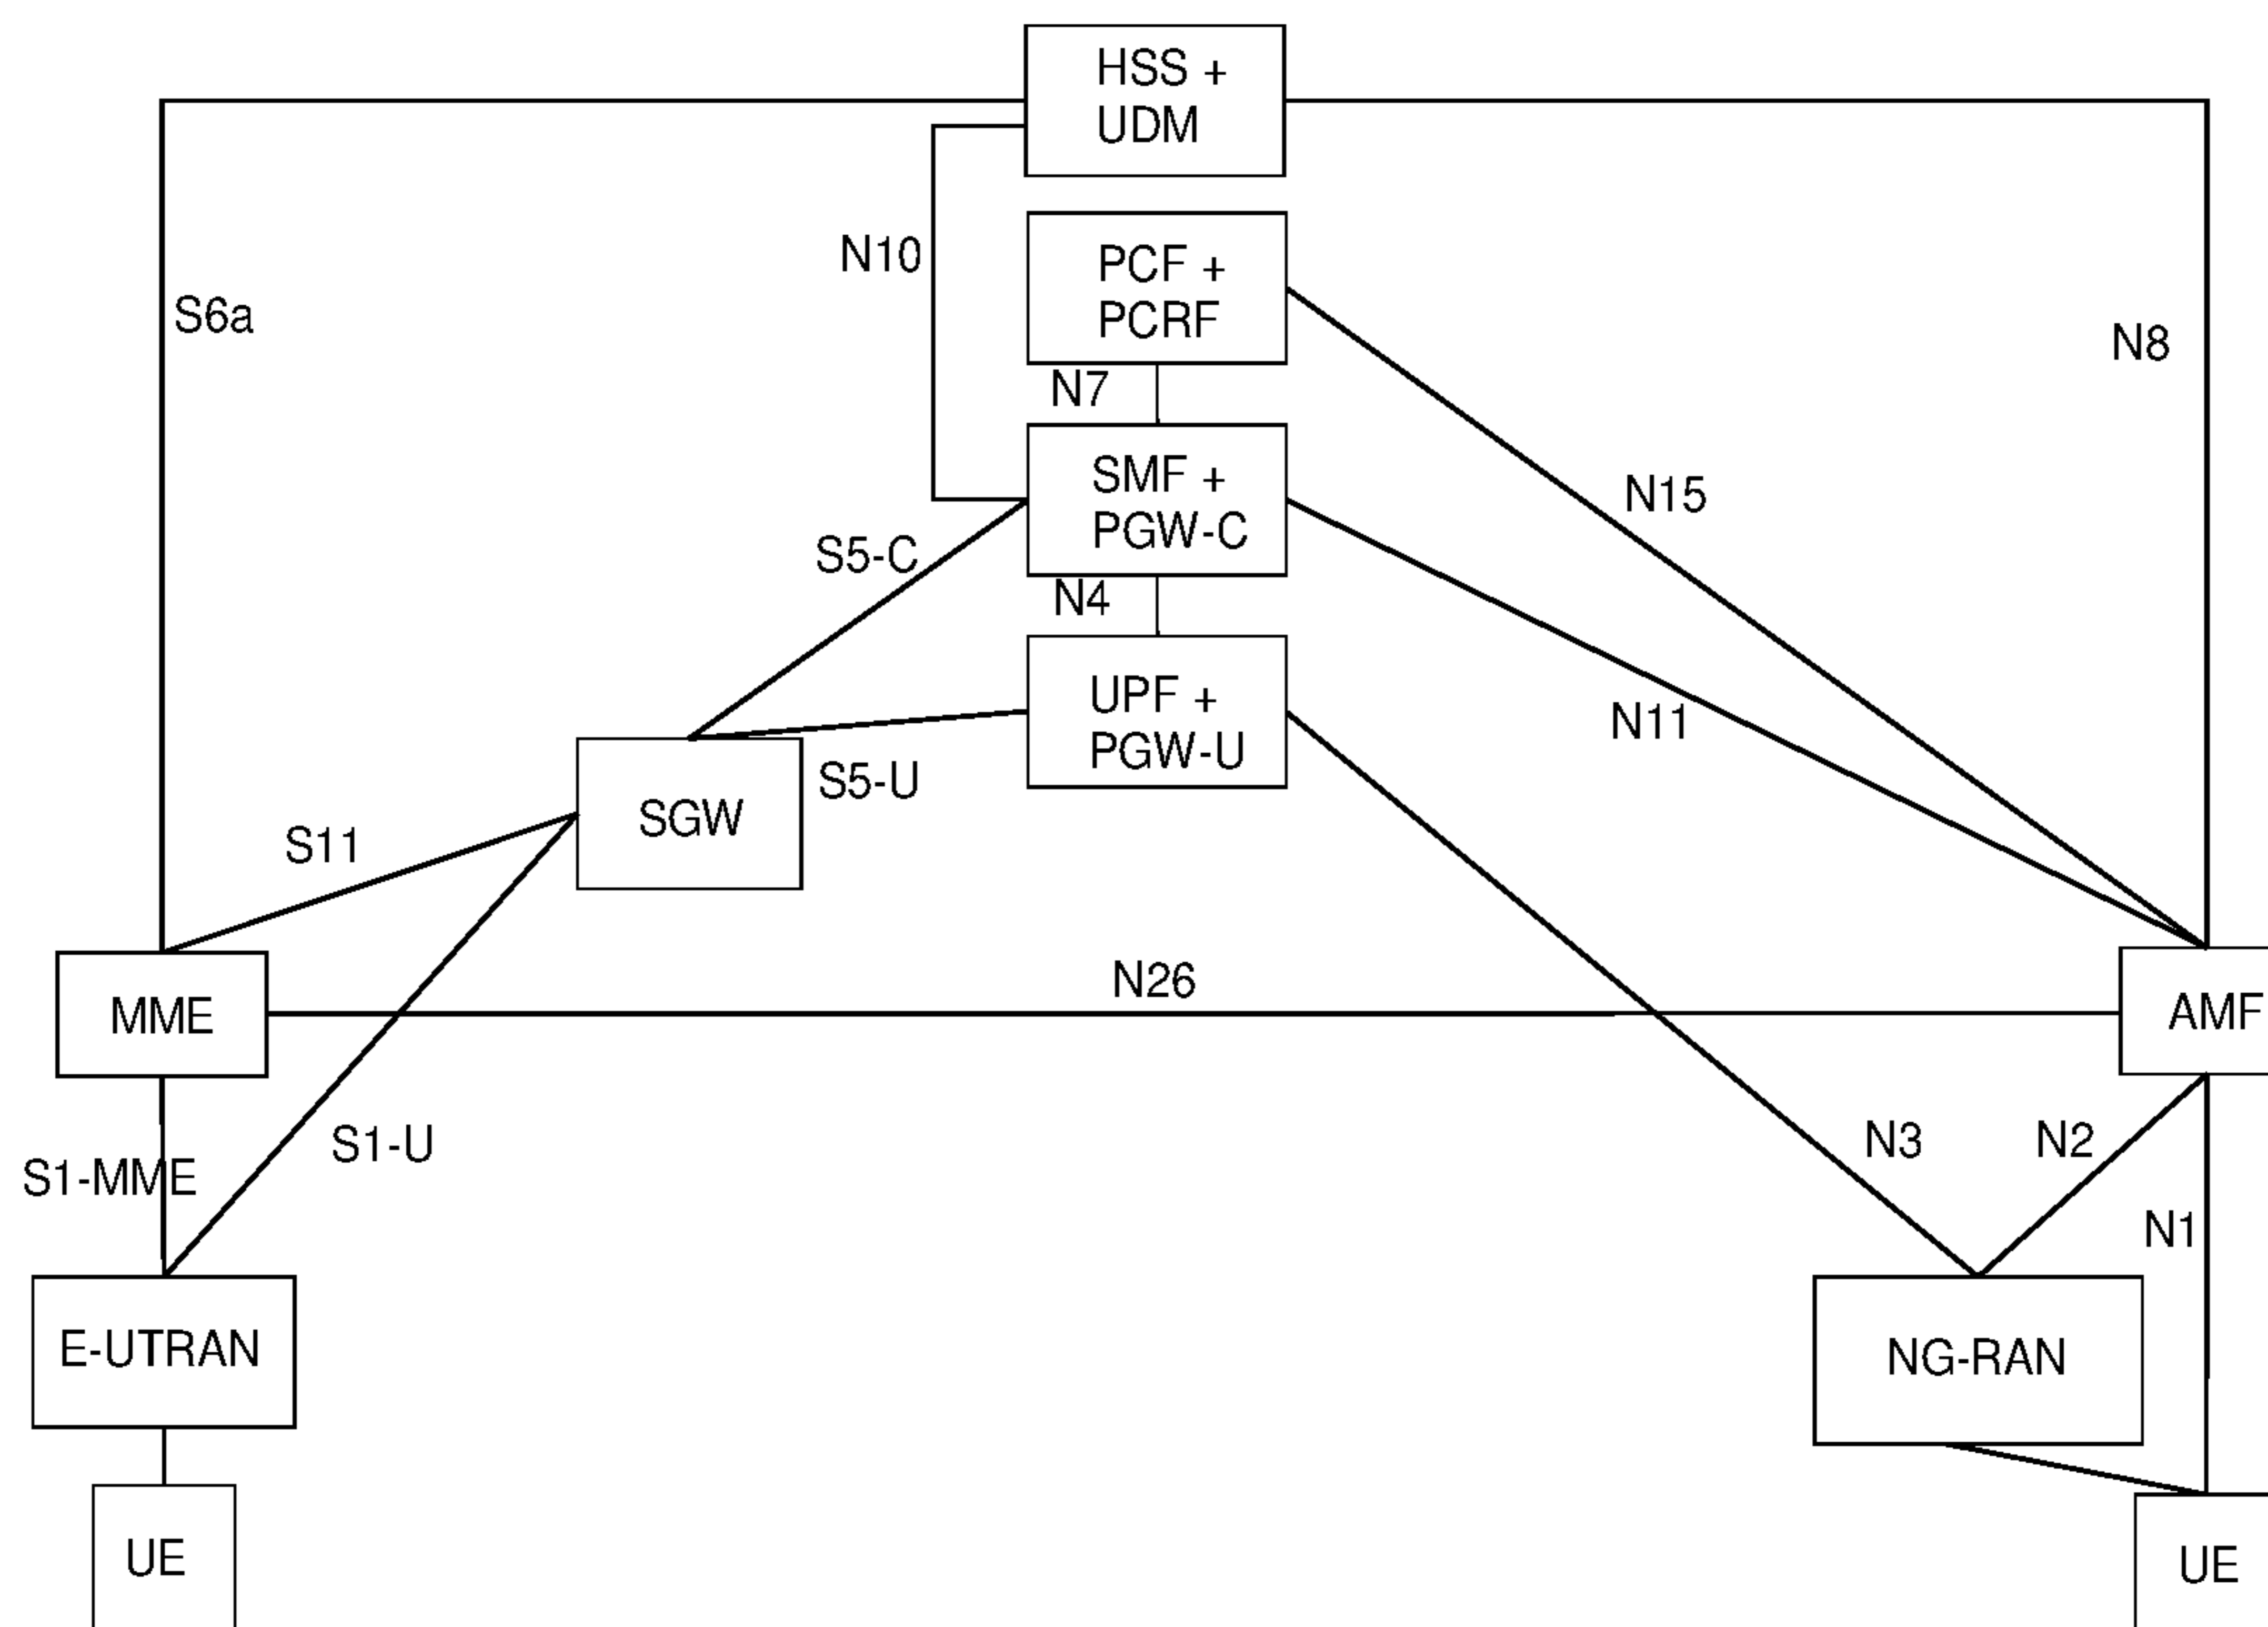 HSS +
UDM
N10
PCF +
PCRF
S6a
N8
N7
SMF +
PGW-C
N15
S5-C
N4
UPF +
PGW-U
N11
S5-U
SGW
S11
N26
MME
AMF
S1-U
N3
N2
S1-MME
N1
E-UTRAN
NG-RAN
UE
UE